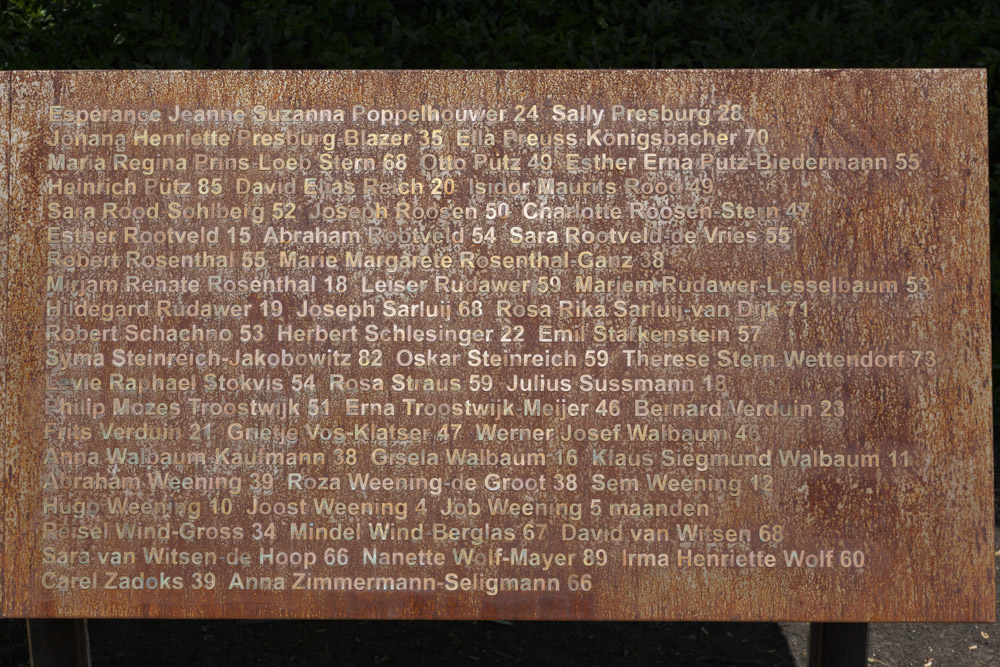 Esperance Jeanne Suzanna Poppelhouwer 24 Sally Presburg 28
Johana Henriette Presburg Blazer 35 Ella Preuss Königsbacher 70
Maria Regina Prins-Loeb Stern 68 Otto Pütz 49 Esther Erna Pütz-Biedermann 55
Heinrich Pütz 85 David Elias Reich 20 Isidor Maurits Rood 49
Sara Rood Sohlberg 52 Joseph Roosen 50 Charlotte Roosen-Stern 47
Esther Rootveld 15 Abraham Rootveld 54 Sara Rootveld-de Vries 55
Robert Rosenthal 55 Marie Margarete Rosenthal-Ganz 38
Mirjam Renate Rosenthal 18 Leiser Rudawer 59 Marjem Rudawer-Lesselbaum 53
Hildegard Rudawer 19 Joseph Sarluij 68 Rosa Rika Sarluij-van Dijk 71
Robert Schachno 53 Herbert Schlesinger 22 Emil Starkenstein 57
Syma Steinreich-Jakobowitz 82 Oskar Steinreich 59 Therese Stern-Wettendorf 73
Levie Raphael Stokvis 54 Rosa Straus 59 Julius Sussmann 18
Philip Mozes Troostwijk 51 Erna Troostwijk-Meijer 46 Bernard Verduin 23
Frits Verduin 21 Grietje Vos-Klatser 47 Werner Josef Walbaum 46
Anna Walbaum-Kaufmann 38 Gisela Walbaum 16 Klaus Siegmund Walbaum 11
Abraham Weening 39 Roza Weening-de Groot 38 Sem Weening 12
Hugo Weening 10 Joost Weening 4 Job Weening 5 maanden
Reisel Wind-Gross 34 Mindel Wind-Berglas 67 David van Witsen 68
Sara van Witsen-de Hoop 66 Nanette Wolf-Mayer 89 Irma Henriette Wolf 60
Carel Zadoks 39 Anna Zimmermann-Seligmann 66